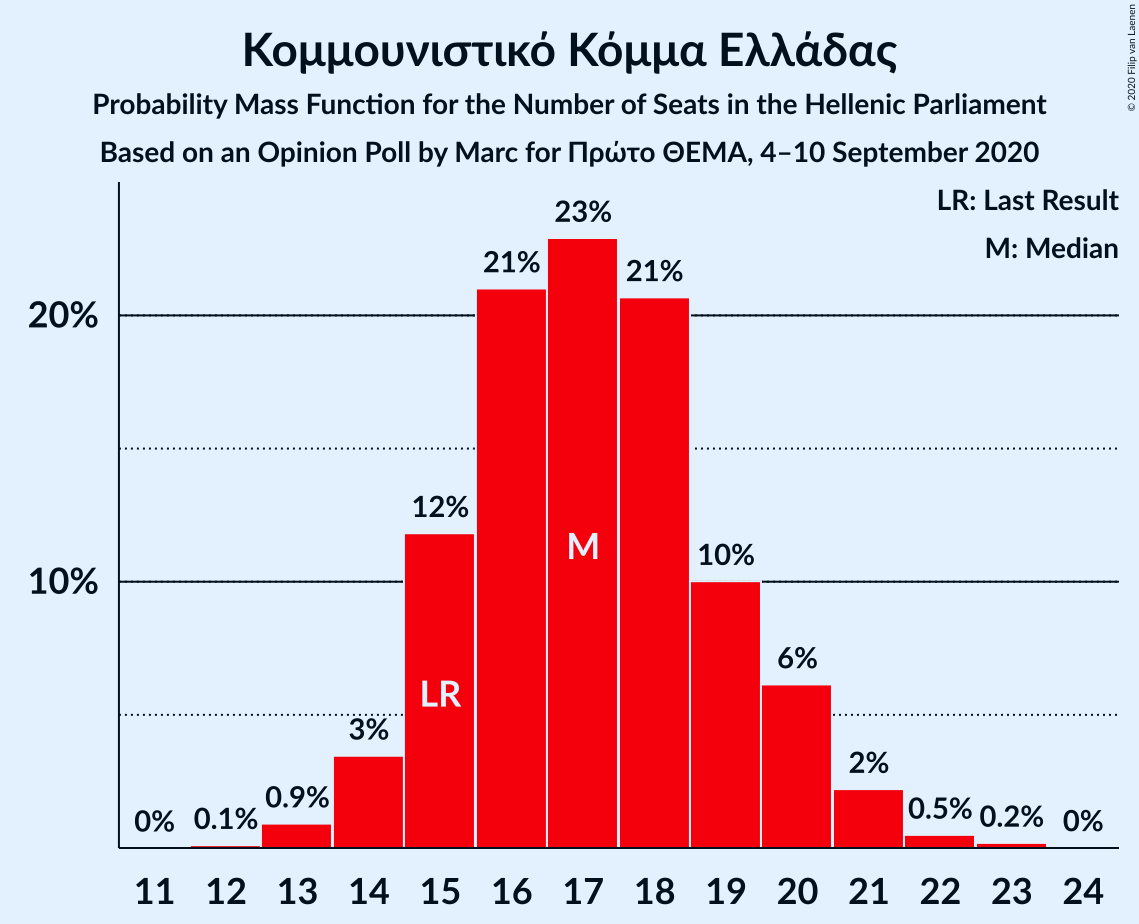 Κομμουνιστικό Κόμμα Ελλάδας
Probability Mass Function for the Number of Seats in the Hellenic Parliament
Based on an Opinion Poll by Marc for Πρώτο ΘΕΜΑ, 4–10 September 2020
© 2020 Filip van Laenen
LR: Last Result
M: Median
20%
10%
0%
0.1%
0.9%
3%
12%
21%
23%
21%
10%
6%
2%
0.5%
0.2%
0%
LR
M
11 12 13 14 15 16 17 18 19 20 21 22 23 24